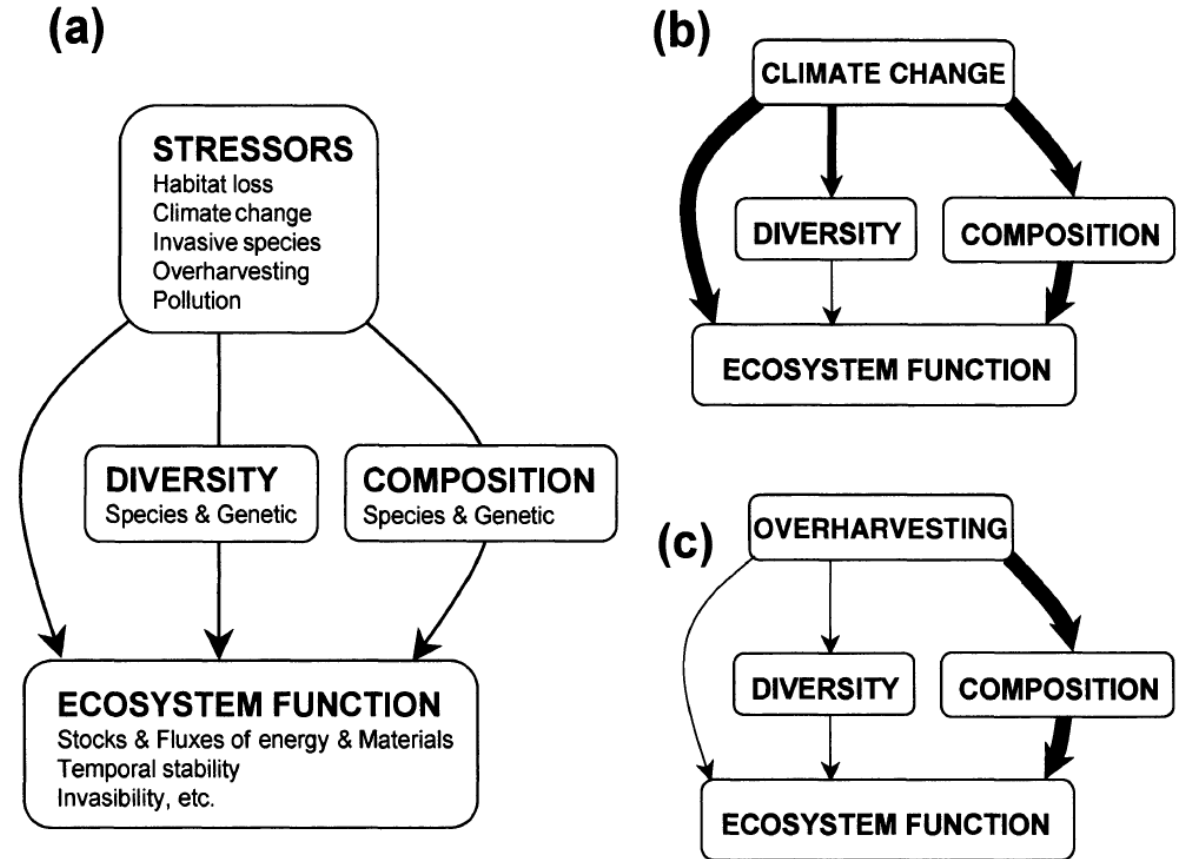 (a)
STRESSORS
Habitat loss
Climate change
Invasive species
Overharvesting
Pollution
DIVERSITY
Species & Genetic
COMPOSITION
Species & Genetic
ECOSYSTEM FUNCTION
Stocks & Fluxes of energy & Materials
Temporal stability
Invasibility, etc.
(b)
CLIMATE CHANGE
DIVERSITY
COMPOSITION
ECOSYSTEM FUNCTION
(c)
OVERHARVESTING
DIVERSITY
COMPOSITION
ECOSYSTEM FUNCTION